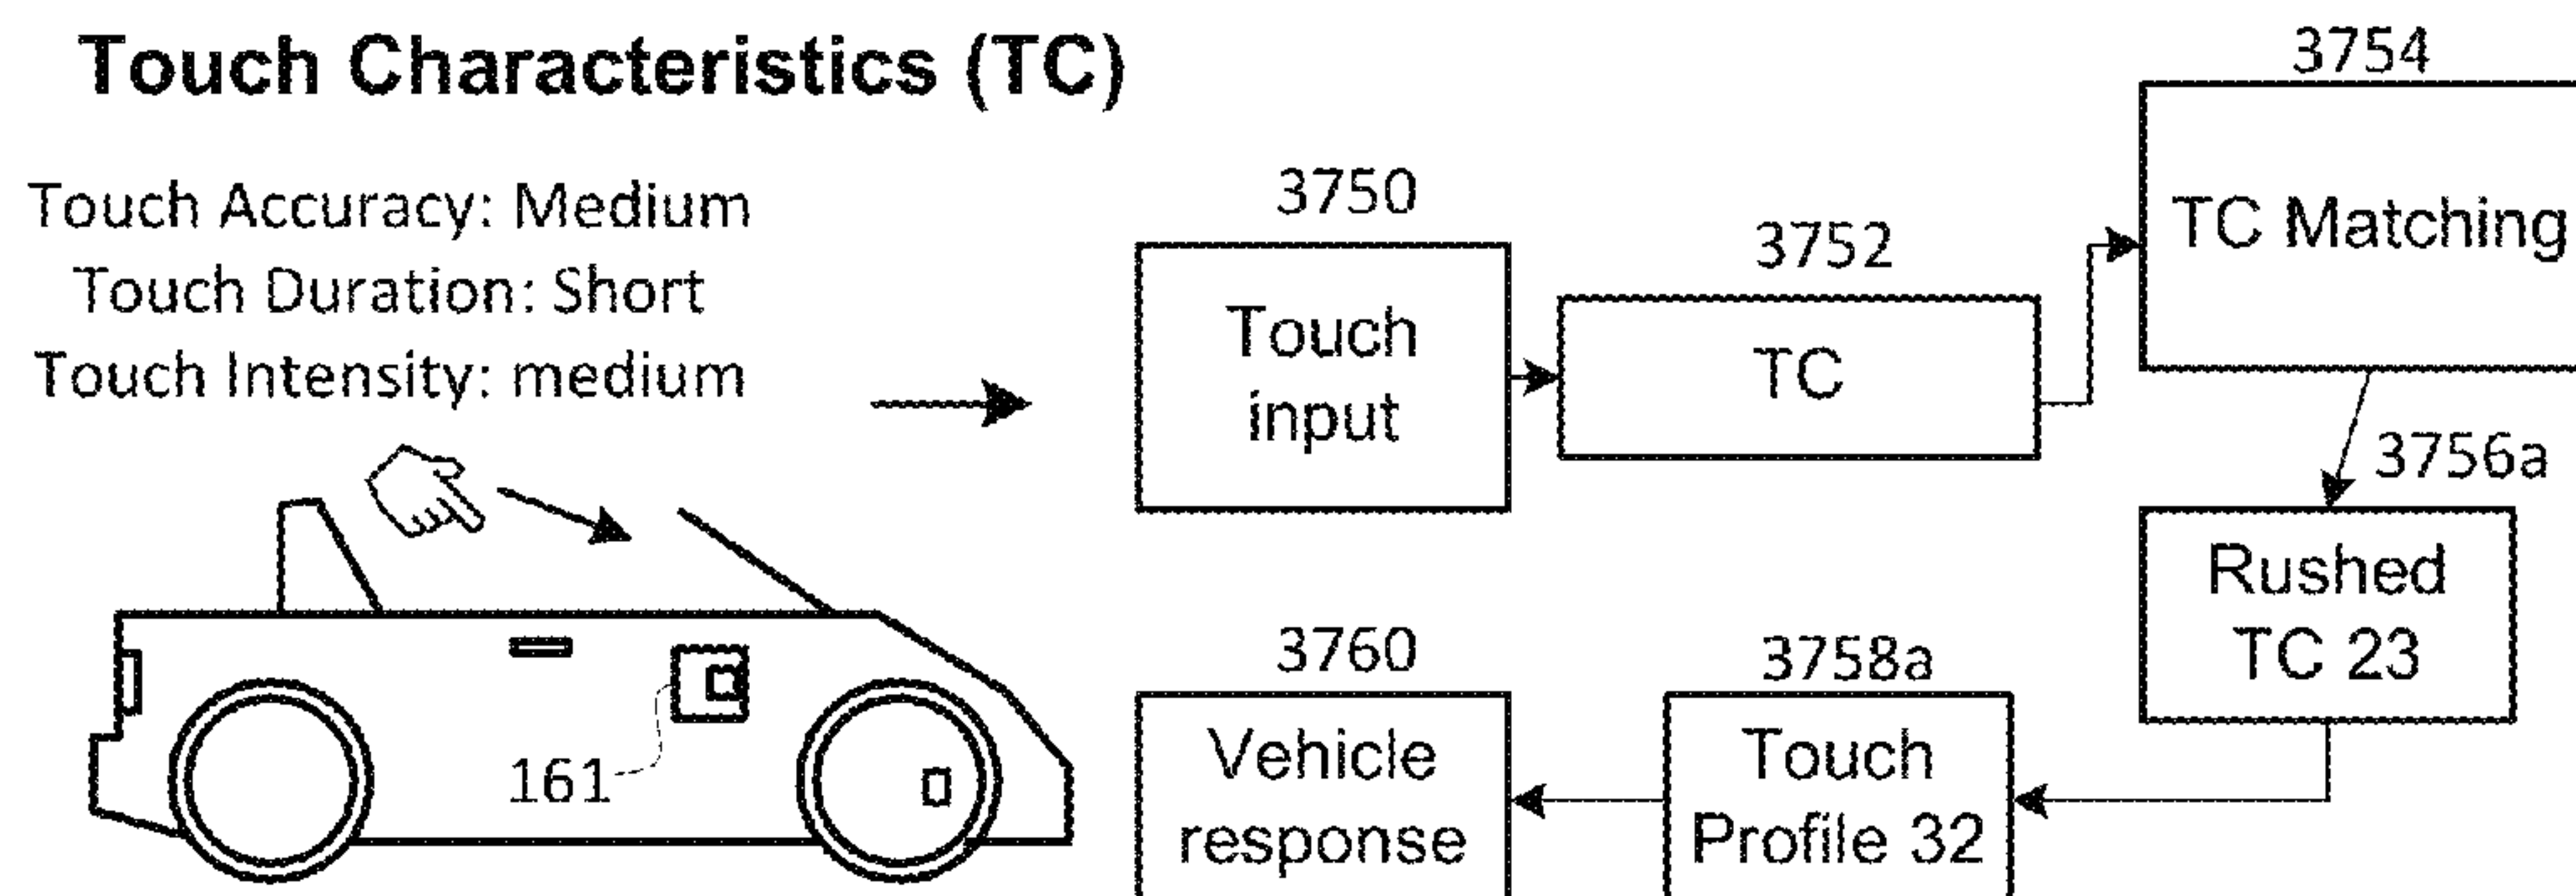 Touch Characteristics (TC)
Touch Accuracy: Medium
Touch Duration: Short
Touch Intensity: medium
3750
Touch
input
3752
TC
3754
TC Matching
3756a
Rushed
TC 23
3758a
Touch
Profile 32
3760
Vehicle
response
161